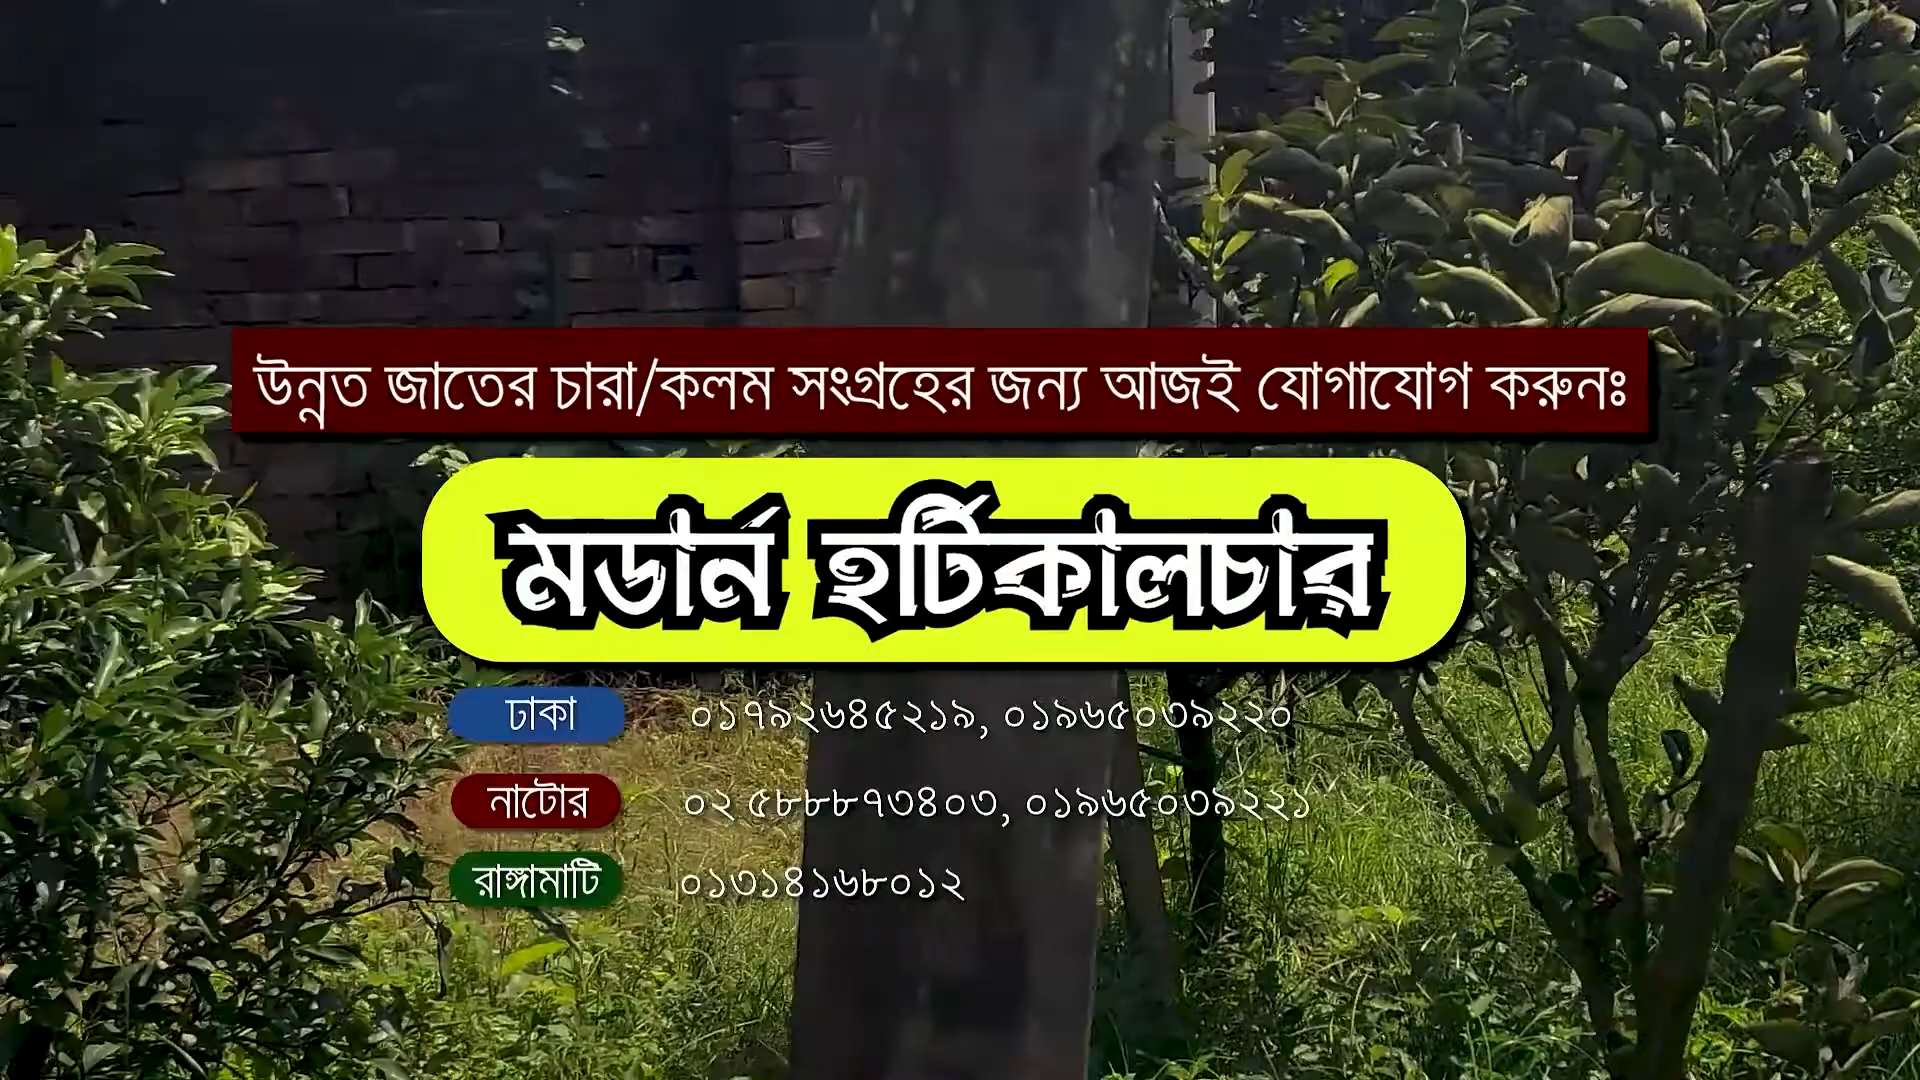 উন্নত জাতের চারা/কলম সংগ্রহের জন্য আজই যোগাযোগ করুনঃ
মডার্ন হর্টিকালচার
ঢাকা ০১৭৯২৬৪৫২১৯, ০১৯৬৫০৩৯২২০
নাটোর ০২ ৫৮৮৮৭৩৪০৩, ০১৯৬৫০৩৯২২১
রাঙ্গামাটি ০১৩১৪১৬৮০১২